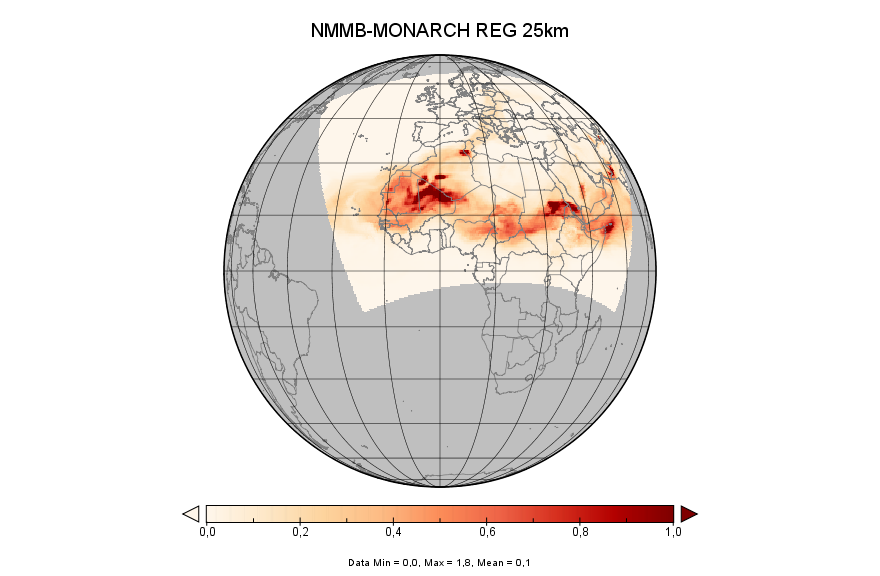 NMMB-MONARCH REG 25km
0,0 0,2 0,4 0,6 0,8 1,0
Data Min = 0,0, Max = 1,8, Mean = 0,1